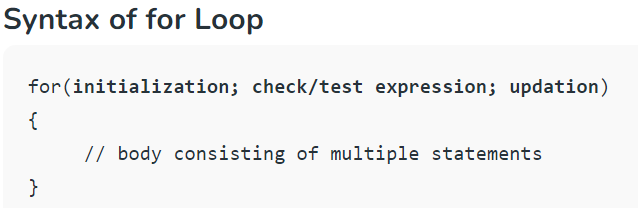 Syntax of for Loop
for(initialization; check/test expression; updation)
{
// body consisting of multiple statements
}